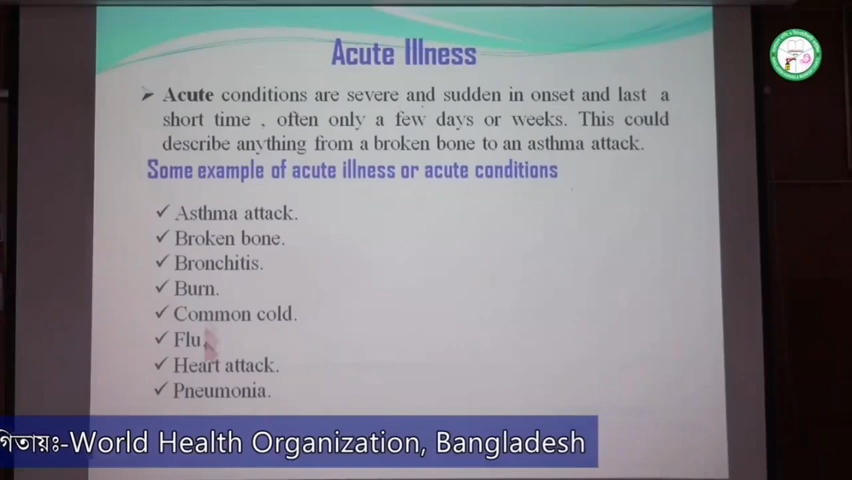 Acute Illness
➢ Acute conditions are severe and sudden in onset and last a
short time , often only a few days or weeks. This could
describe anything from a broken bone to an asthma attack.
Some example of acute illness or acute conditions
✓ Asthma attack.
✓ Broken bone.
✓ Bronchitis.
✓ Burn.
✓ Common cold.
✓ Flu.
✓ Heart attack.
✓ Pneumonia.
গিতায়ঃ-World Health Organization, Bangladesh